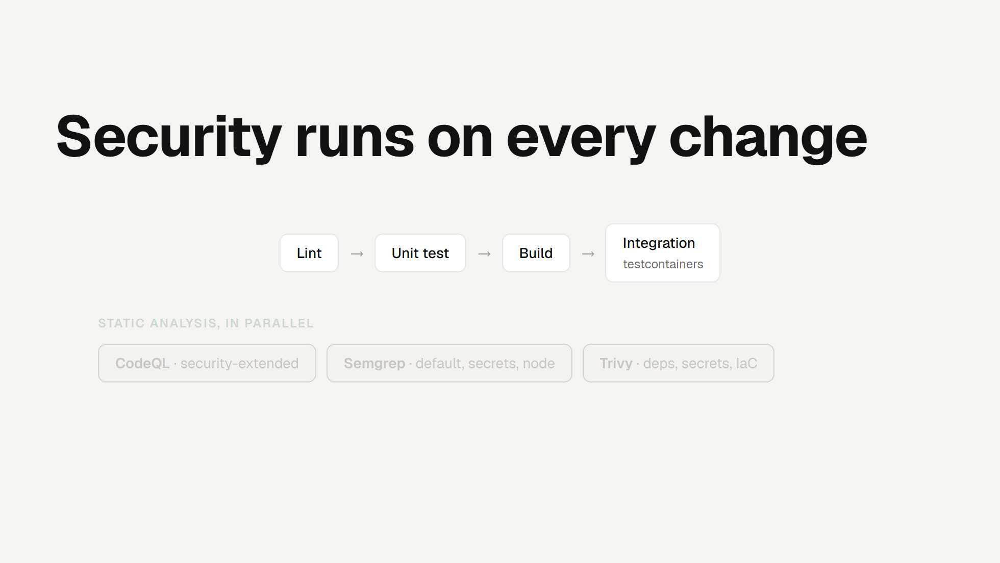 Security runs on every change
Lint → Unit test → Build → Integration
testcontainers
STATIC ANALYSIS, IN PARALLEL
CodeQL · security-extended
Semgrep · default, secrets, node
Trivy · deps, secrets, IaC